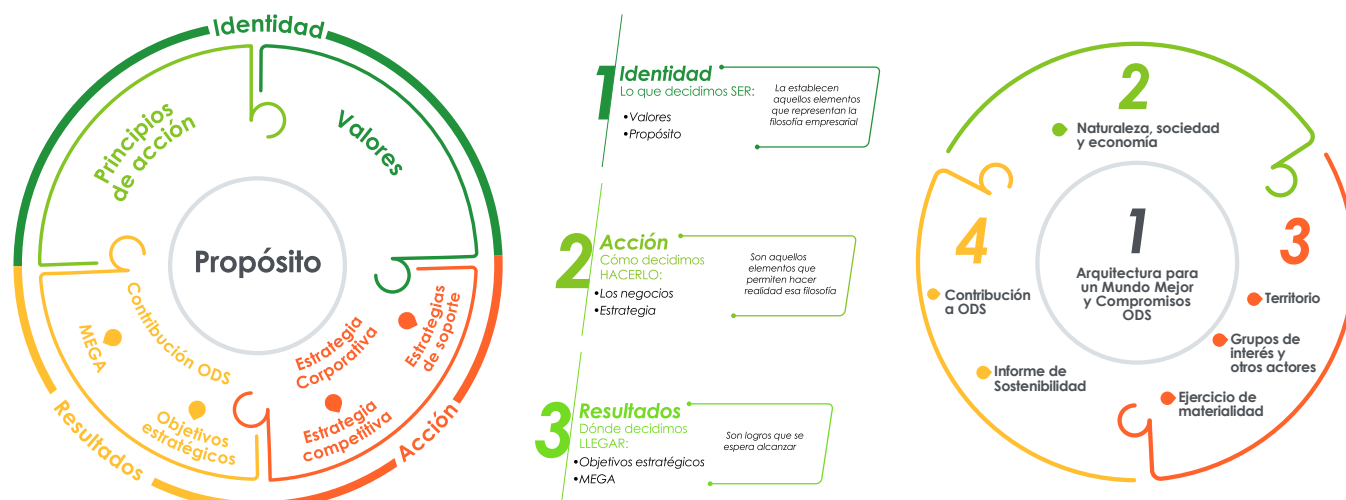 Identidad
Principios
de acción
Valores
Propósito
Contribución ODS
MEGA
Objetivos
estratégicos
Resultados
Estrategia
Corporativa
Estrategias
de soporte
Estrategia
competitiva
Acción
1
Identidad
Lo que decidimos SER:
•Valores
•Propósito
La establecen
aquellos elementos
que representan la
filosofía empresarial
2
Acción
Cómo decidimos
HACERLO:
•Los negocios
•Estrategia
Son aquellos
elementos que
permiten hacer
realidad esa filosofía
3
Resultados
Dónde decidimos
LLEGAR:
•Objetivos estratégicos
•MEGA
Son logros que se
espera alcanzar
2
Naturaleza, sociedad
y economía
1
Arquitectura para
un Mundo Mejor
y Compromisos
ODS
3
Territorio
Grupos de
interés y
otros actores
Ejercicio de
materialidad
4
Contribución
a ODS
Informe de
Sostenibilidad